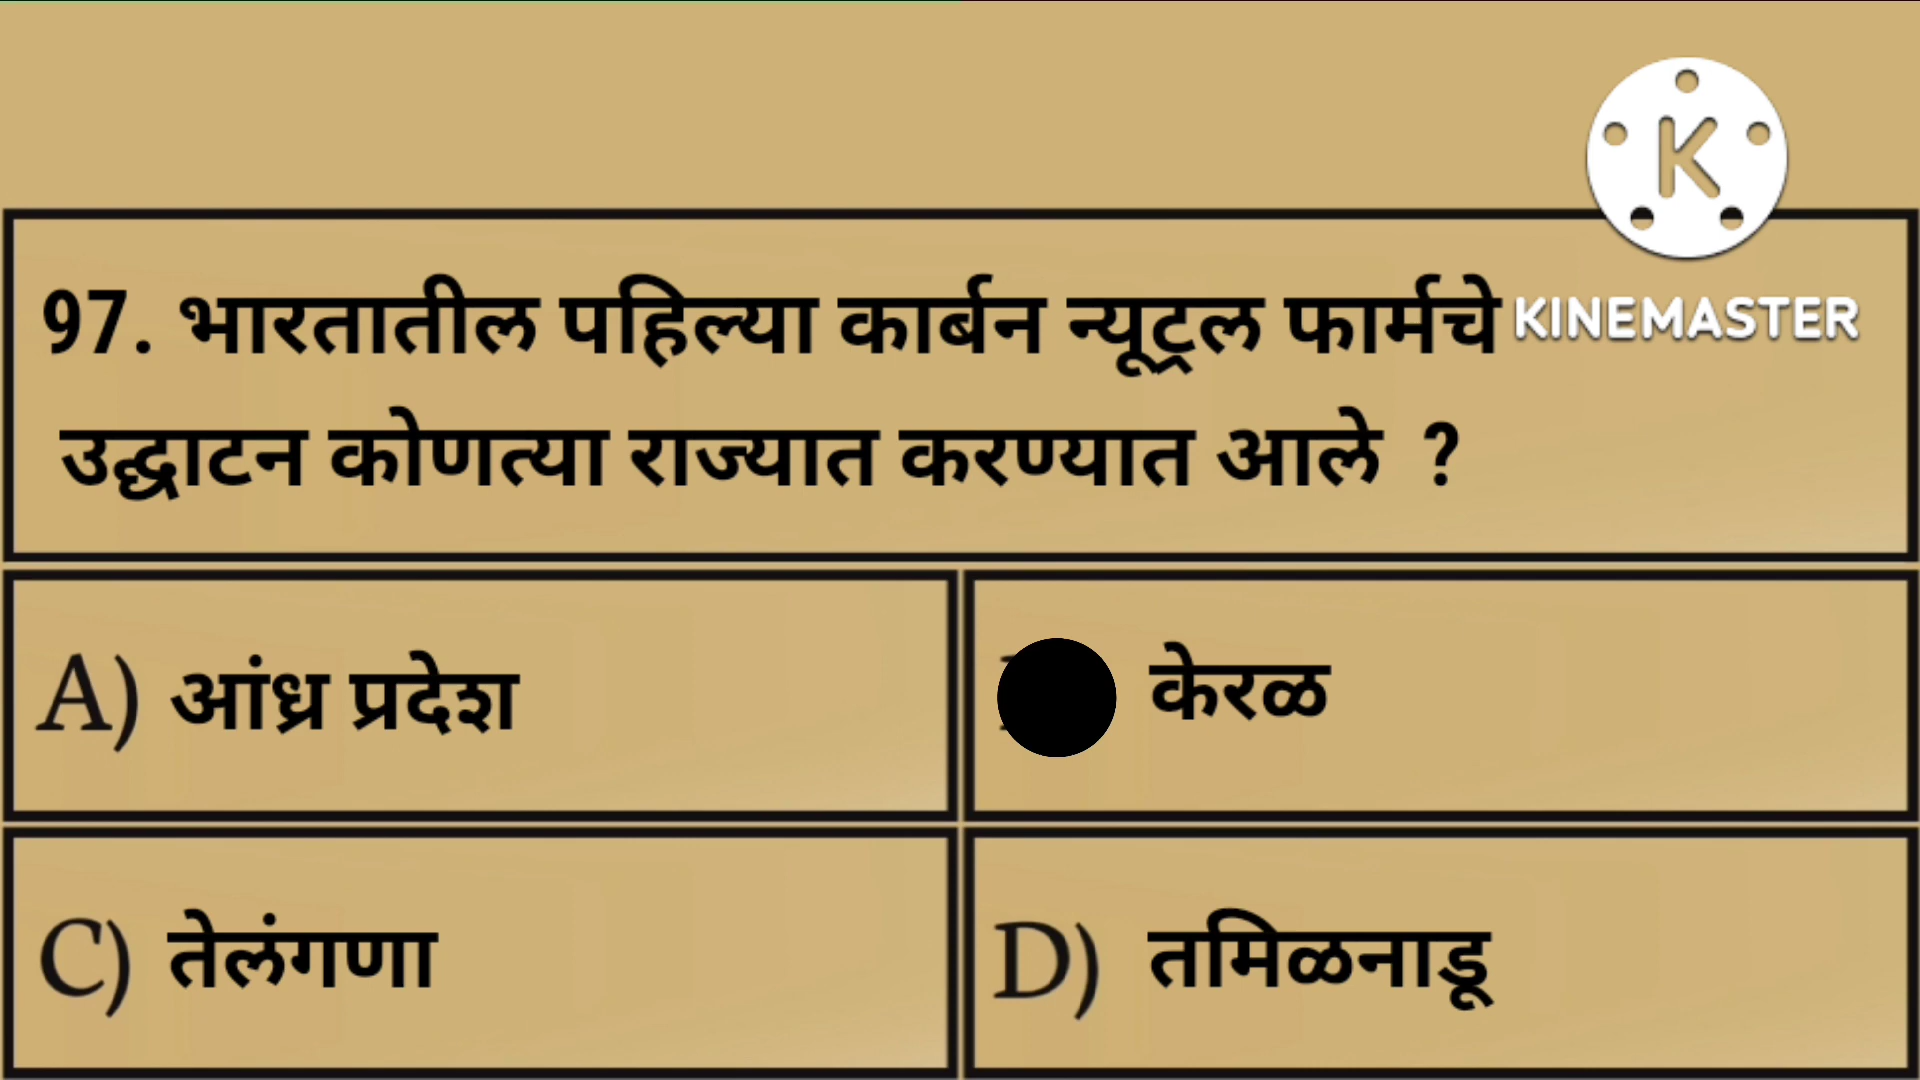 K
KINEMASTER
97. भारतातील पहिल्या कार्बन न्यूट्रल फार्मचे
उद्घाटन कोणत्या राज्यात करण्यात आले ?
A) आंध्र प्रदेश
केरळ
C) तेलंगणा
D) तमिळनाडू